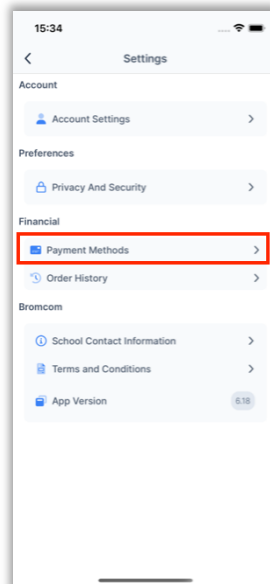 15:34
Settings
Account
Account Settings
Preferences
Privacy And Security
Financial
Payment Methods
Order History
Bromcom
School Contact Information
Terms and Conditions
App Version
6.18